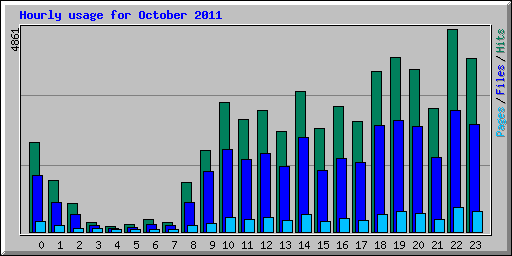 Hourly usage for October 2011
4861
Pages / Files / Hits
0 1 2 3 4 5 6 7 8 9 10 11 12 13 14 15 16 17 18 19 20 21 22 23